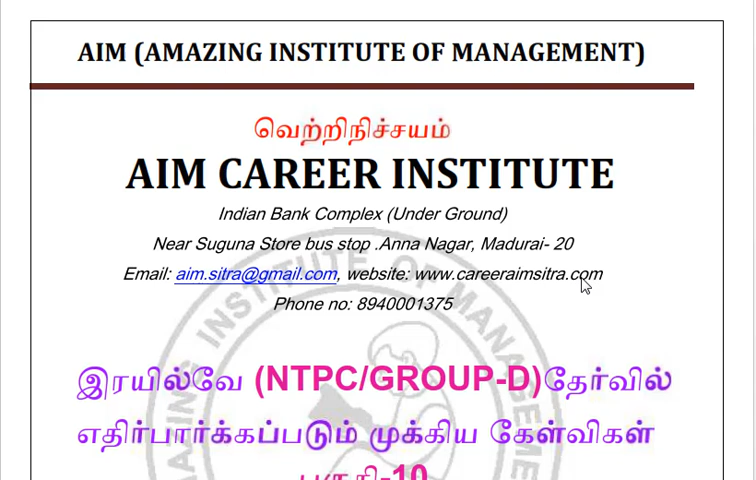 AIM (AMAZING INSTITUTE OF MANAGEMENT)
வெற்றிநிச்சயம்
AIM CAREER INSTITUTE
Indian Bank Complex (Under Ground)
Near Suguna Store bus stop .Anna Nagar, Madurai- 20
Email: aim.sitra@gmail.com, website: www.careeraimsitra.com
Phone no: 8940001375
இரயில்வே (NTPC/GROUP-D)தேர்வில்
எதிர்பார்க்கப்படும் முக்கிய கேள்விகள்
பகுதி-10